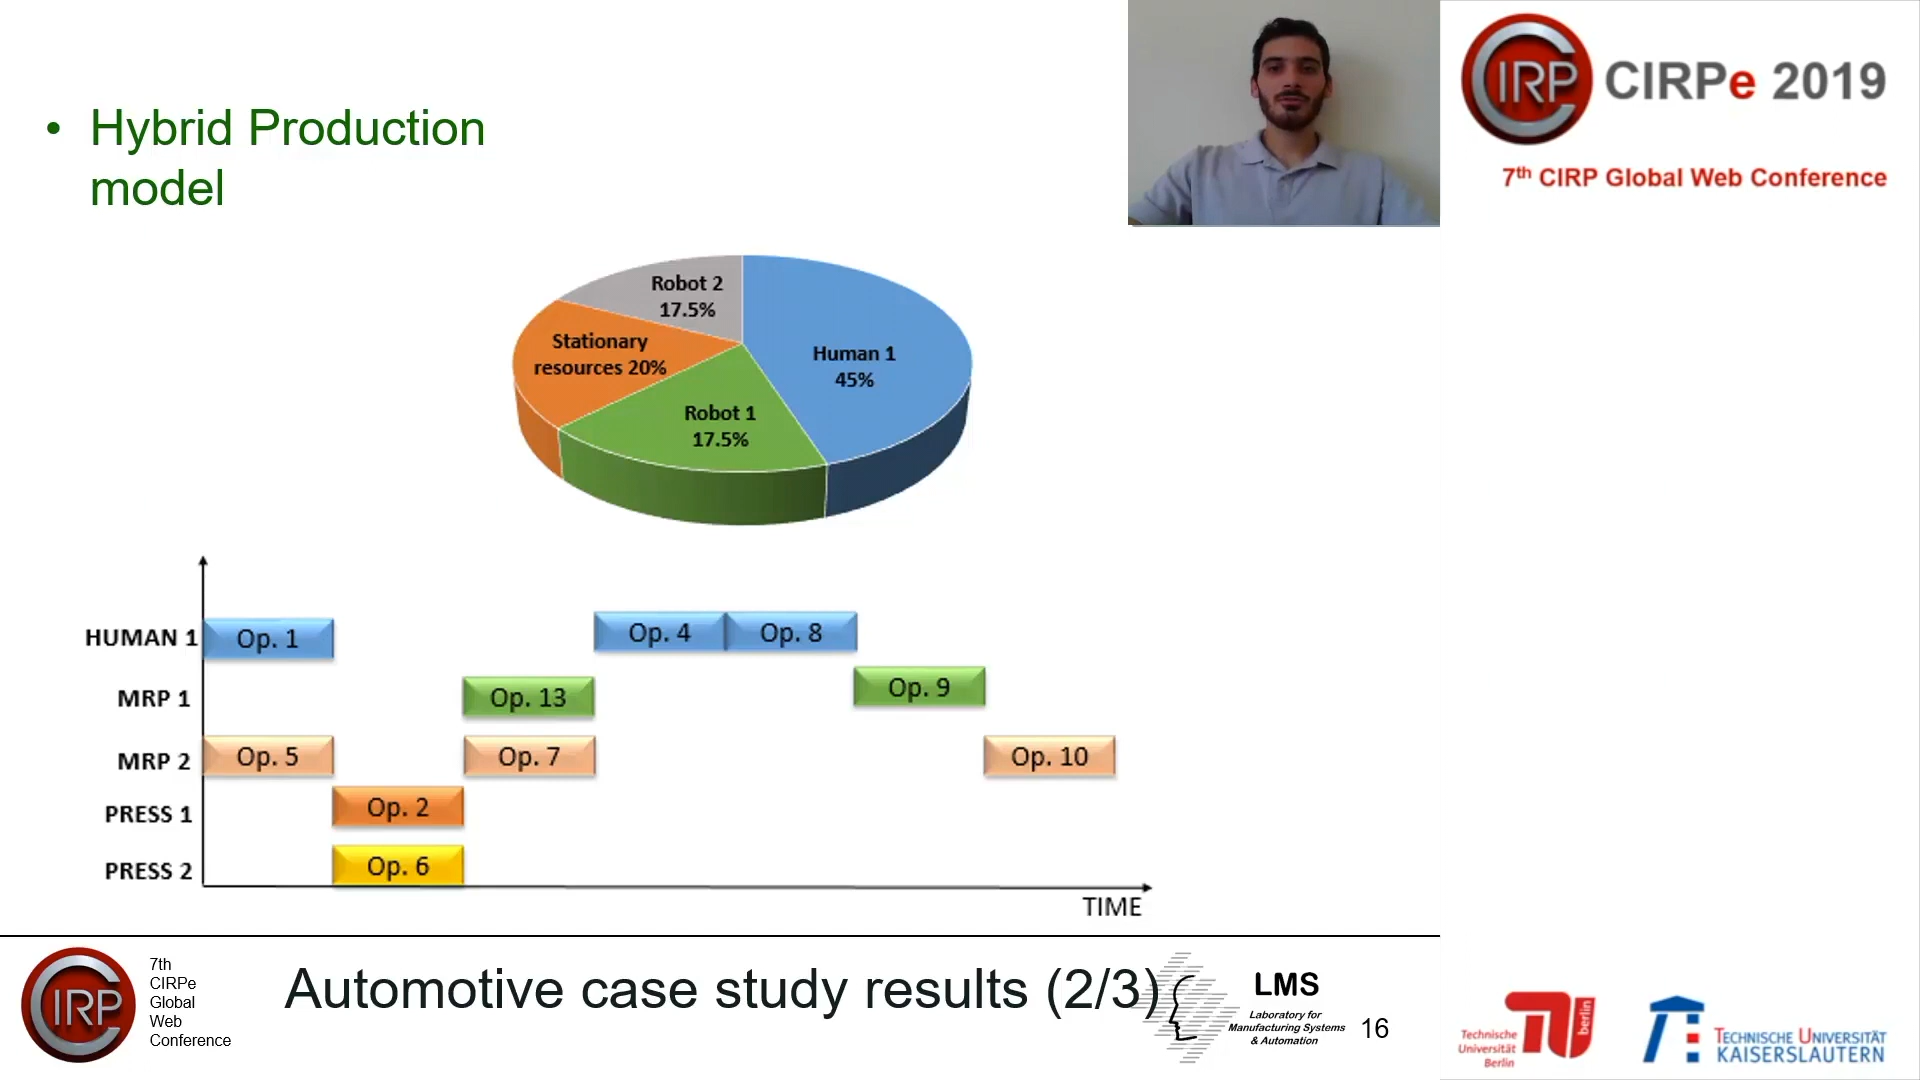 • Hybrid Production
model
IRP
CIRPe 2019
7th CIRP Global Web Conference
Robot 2
17.5%
Human 1
45%
Stationary
resources 20%
Robot 1
17.5%
HUMAN 1
Op. 1
Op. 4
Op. 8
MRP 1
Op. 13
Op. 9
MRP 2
Op. 5
Op. 7
Op. 10
PRESS 1
Op. 2
PRESS 2
Op. 6
TIME
IRP
7th
CIRPe
Global
Web
Conference
Automotive case study results (2/3)
LMS
Laboratory for
Manufacturing Systems
& Automation
16
Technische
Universität
Berlin
berlin
TECHNISCHE UNIVERSITÄT
KAISERSLAUTERN